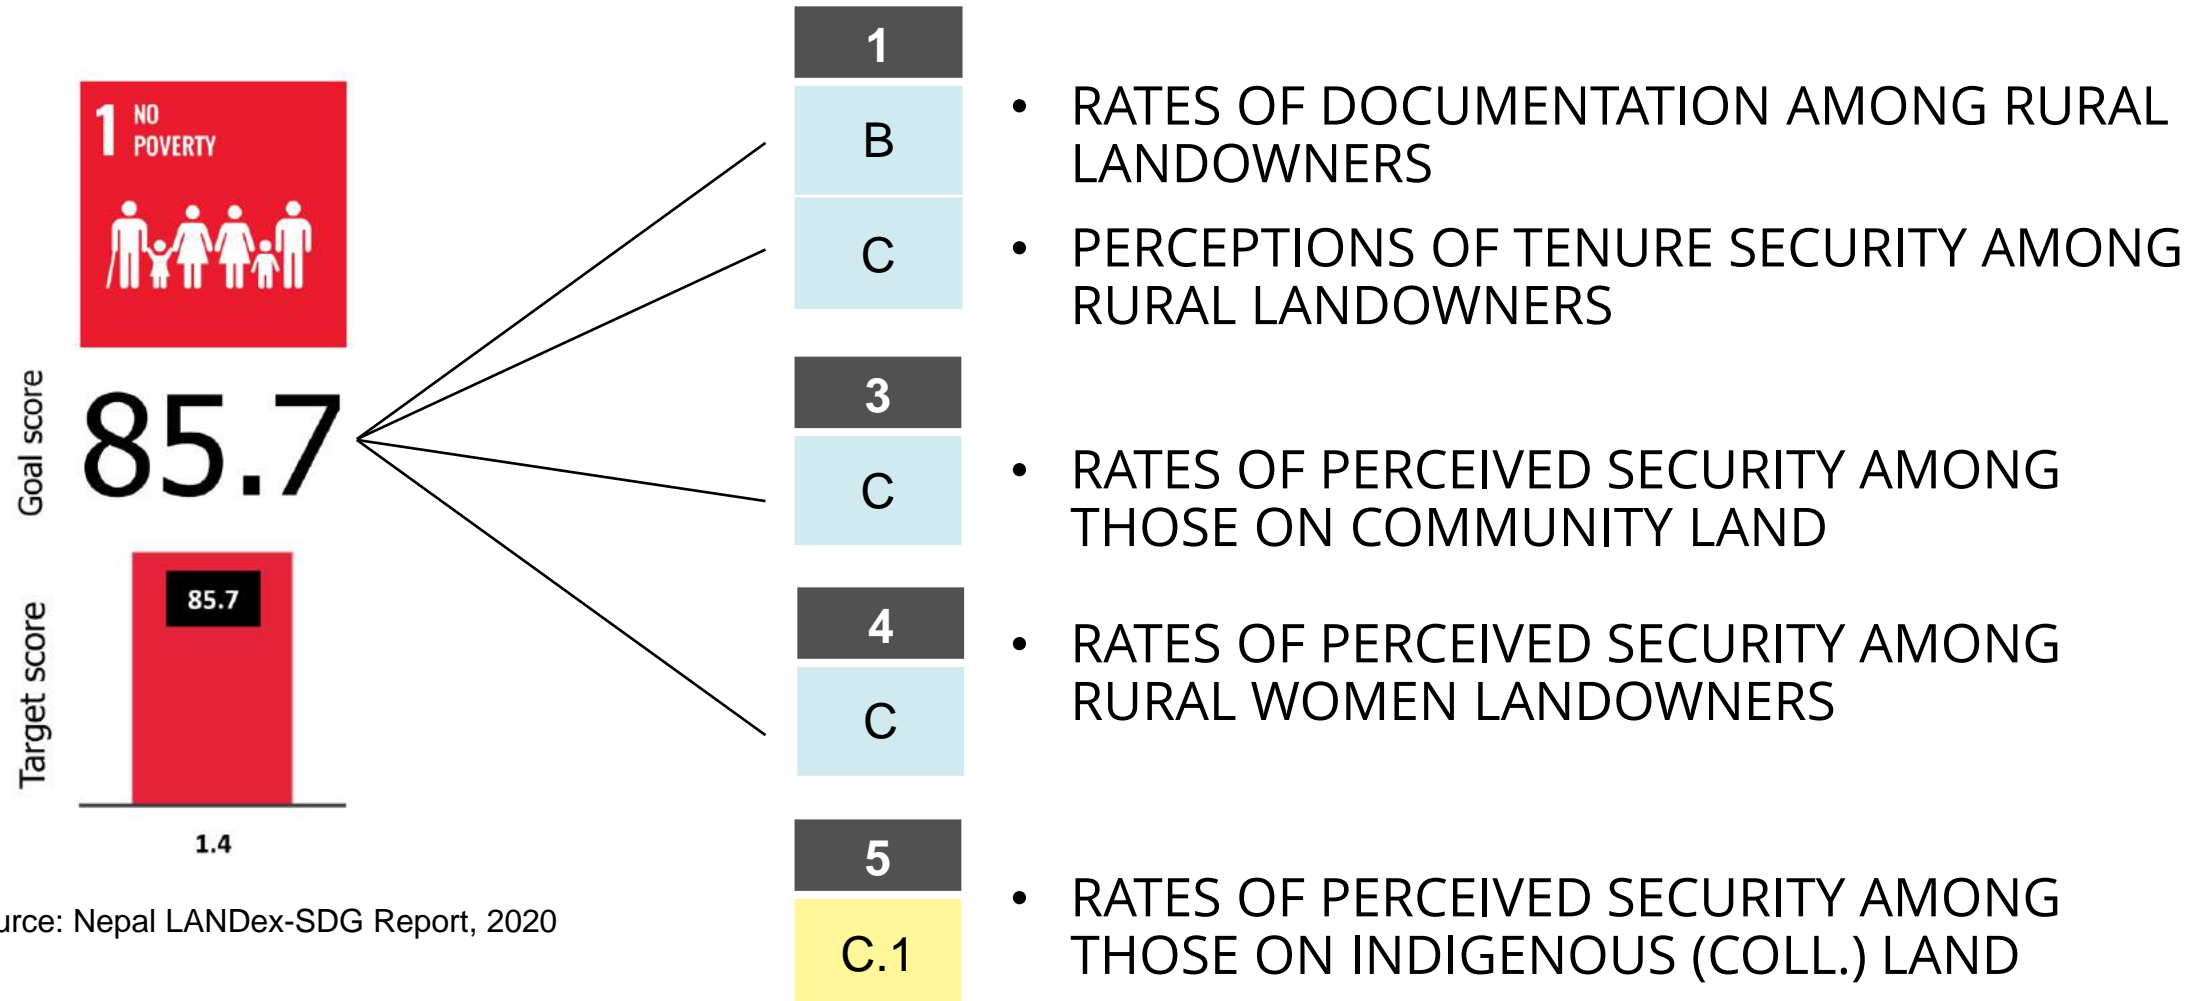 1 NO
POVERTY
Goal score
85.7
Target score
85.7
1.4
urce: Nepal LANDex-SDG Report, 2020
1
B
• RATES OF DOCUMENTATION AMONG RURAL
LANDOWNERS
C
• PERCEPTIONS OF TENURE SECURITY AMONG
RURAL LANDOWNERS
3
C
• RATES OF PERCEIVED SECURITY AMONG
THOSE ON COMMUNITY LAND
4
C
• RATES OF PERCEIVED SECURITY AMONG
RURAL WOMEN LANDOWNERS
5
C.1
• RATES OF PERCEIVED SECURITY AMONG
THOSE ON INDIGENOUS (COLL.) LAND